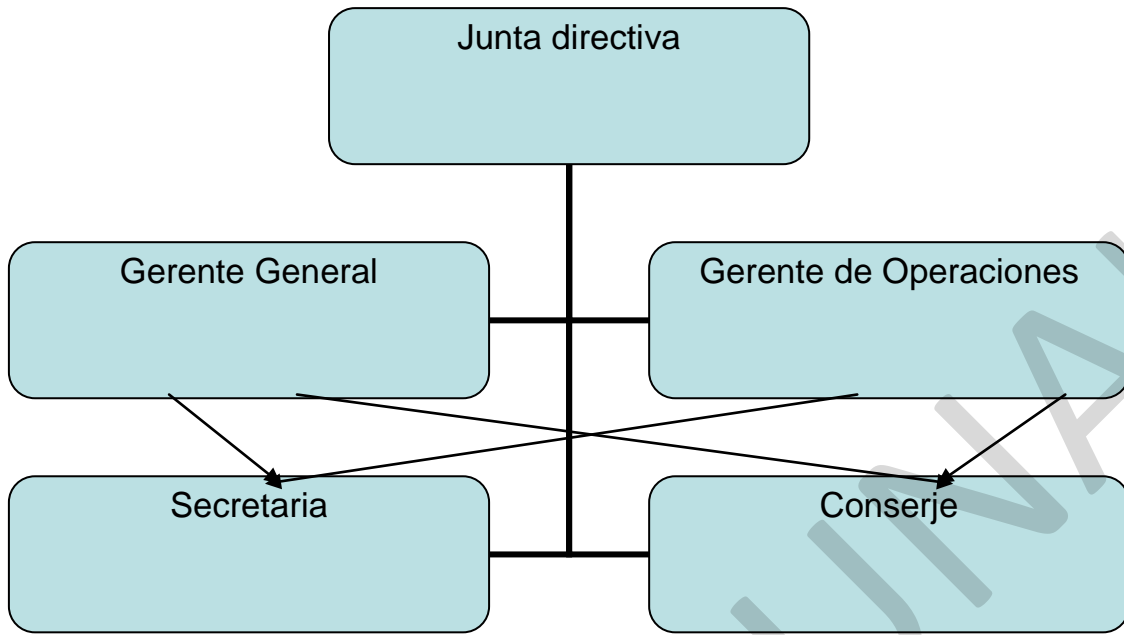 Junta directiva
Gerente General
Gerente de Operaciones
Secretaria
Conserje